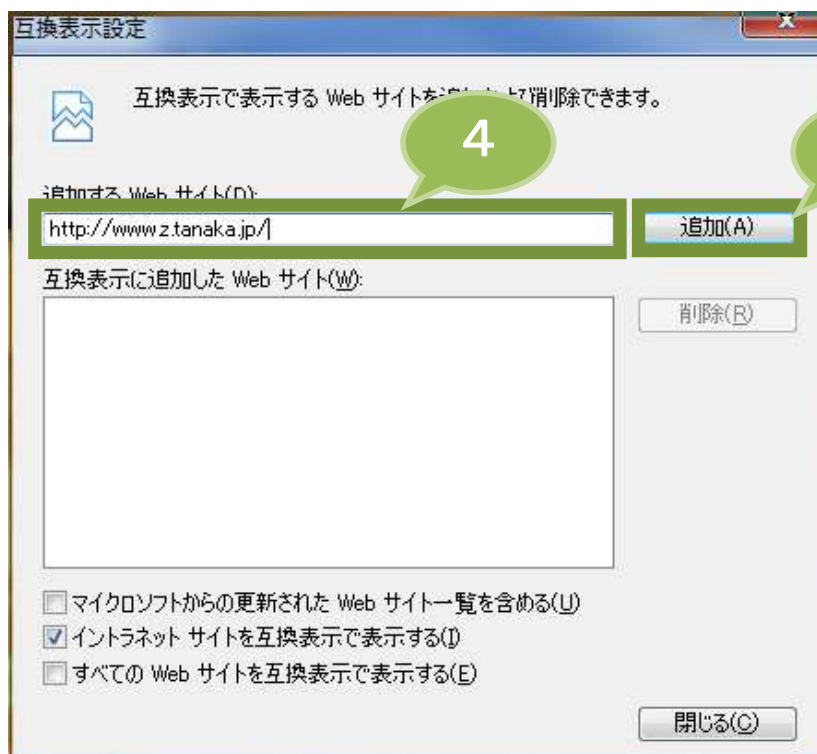 互換表示設定
互換表示で表示する Web サイトを追加および削除できます。
4
追加する Web サイト(D):
http://www.z.tanaka.jp/
追加(A)
互換表示に追加した Web サイト(W):
削除(R)
マイクロソフトからの更新された Web サイト一覧を含める(U)
イントラネット サイトを互換表示で表示する(I)
すべての Web サイトを互換表示で表示する(E)
閉じる(C)